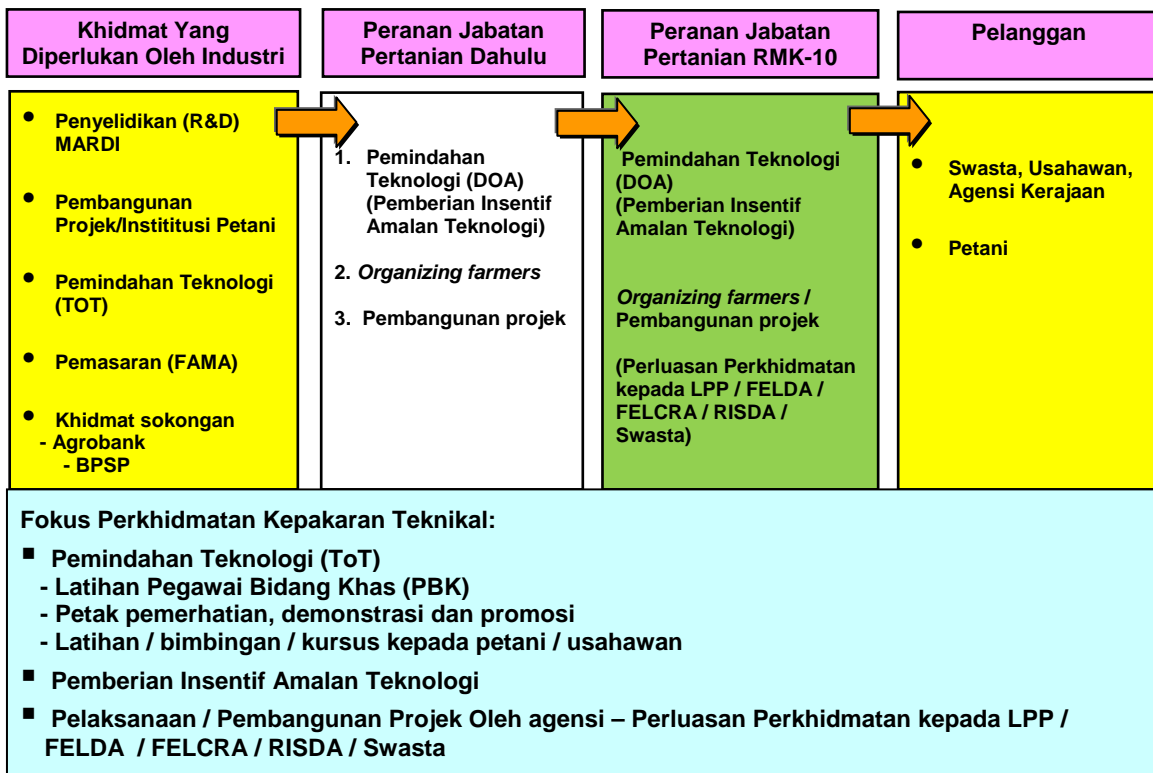 Khidmat Yang
Diperlukan Oleh Industri
Peranan Jabatan
Pertanian Dahulu
Peranan Jabatan
Pertanian RMK-10
Pelanggan
• Penyelidikan (R&D)
MARDI
• Pembangunan
Projek/Instititusi Petani
• Pemindahan Teknologi
(TOT)
• Pemasaran (FAMA)
• Khidmat sokongan
- Agrobank
- BPSP
1. Pemindahan
Teknologi (DOA)
(Pemberian Insentif
Amalan Teknologi)
2. Organizing farmers
3. Pembangunan projek
Pemindahan Teknologi
(DOA)
(Pemberian Insentif
Amalan Teknologi)
Organizing farmers /
Pembangunan projek
(Perluasan Perkhidmatan
kepada LPP / FELDA /
FELCRA / RISDA /
Swasta)
• Swasta, Usahawan,
Agensi Kerajaan
• Petani
Fokus Perkhidmatan Kepakaran Teknikal:
▪ Pemindahan Teknologi (ToT)
- Latihan Pegawai Bidang Khas (PBK)
- Petak pemerhatian, demonstrasi dan promosi
- Latihan / bimbingan / kursus kepada petani / usahawan
▪ Pemberian Insentif Amalan Teknologi
▪ Pelaksanaan / Pembangunan Projek Oleh agensi – Perluasan Perkhidmatan kepada LPP /
FELDA / FELCRA / RISDA / Swasta